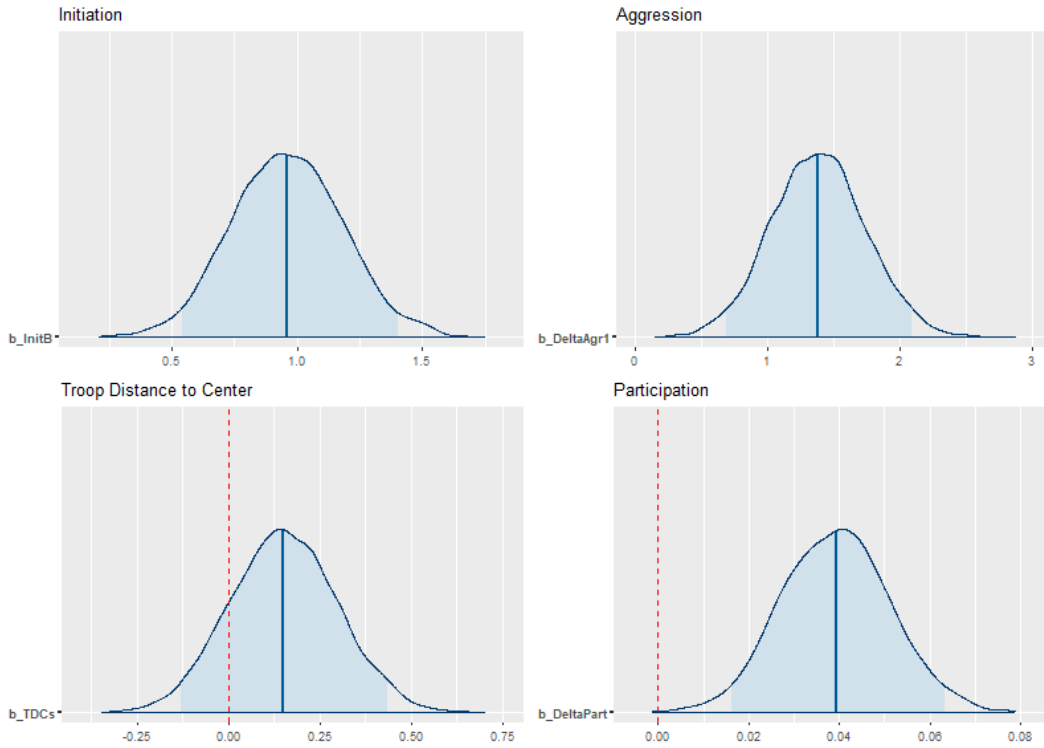 Initiation
b_InitB
0.5 1.0 1.5
Aggression
b_DeltaAgr1
0 1 2 3
Troop Distance to Center
b_TDCs
-0.25 0.00 0.25 0.50 0.75
Participation
b_DeltaPart
0.00 0.02 0.04 0.06 0.08